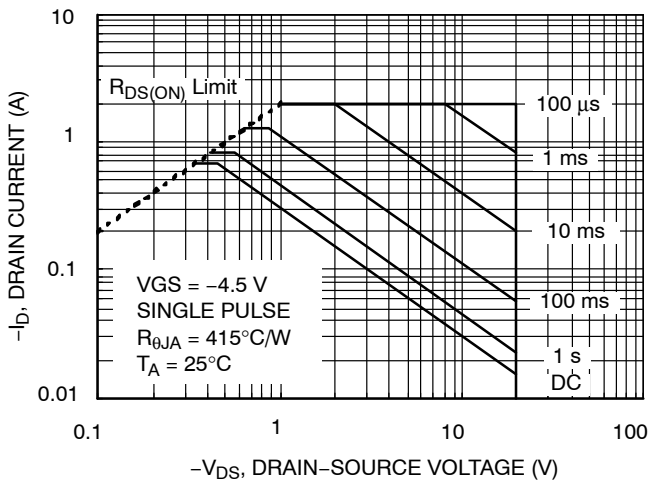 10
R_DS(ON) Limit
100 μs
1
1 ms
10 ms
0.1
VGS = −4.5 V
SINGLE PULSE
R_θJA = 415°C/W
T_A = 25°C
100 ms
1 s
DC
0.01
0.1
1
10
100
−I_D, DRAIN CURRENT (A)
−V_DS, DRAIN−SOURCE VOLTAGE (V)